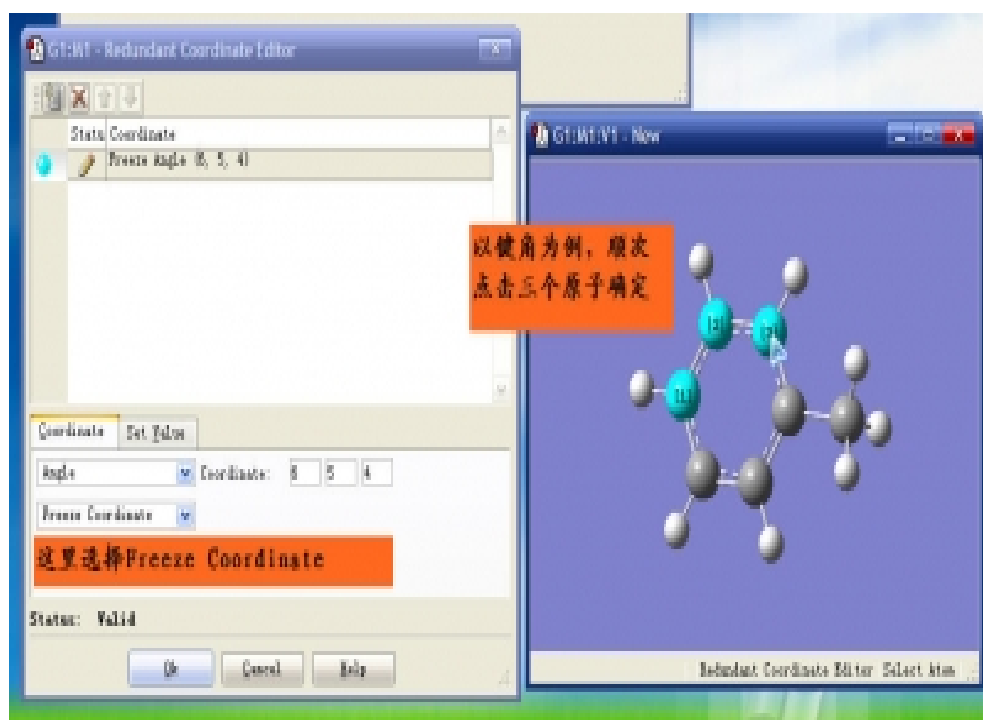 G1:M1 - Redundant Coordinate Editor
Statu Coordinate
Freeze Angle (6, 5, 4)
Coordinate Set Value
Angle Coordinate: 6 5 4
Freeze Coordinate
这里选择Freeze Coordinate
Status: Valid
Ok Cancel Help
以键角为例，顺次
点击三个原子确定
G1:M1:V1 - New
Redundant Coordinate Editor Select Atom